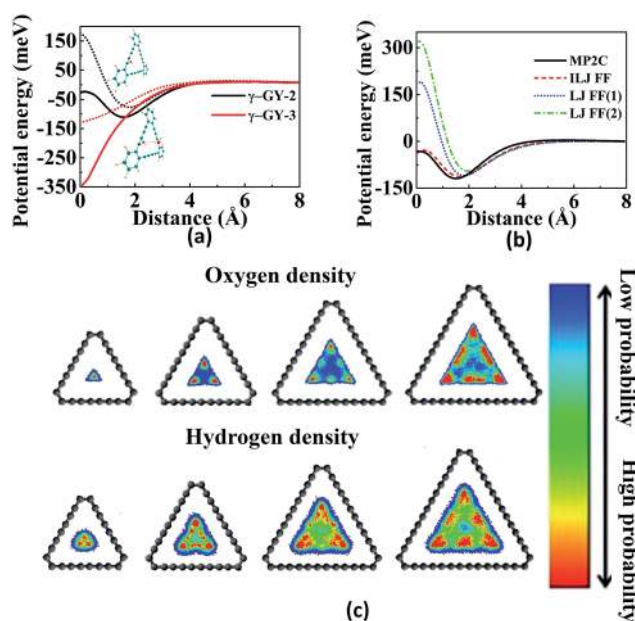 Potential energy (meV)
150
50
-50
-150
-250
-350
γ-GY-2
γ-GY-3
0 2 4 6 8
Distance (Å)
(a)
Potential energy (meV)
300
150
0
-150
MP2C
ILJ FF
LJ FF(1)
LJ FF(2)
0 2 4 6 8
Distance (Å)
(b)
Oxygen density
Hydrogen density
Low probability
High probability
(c)